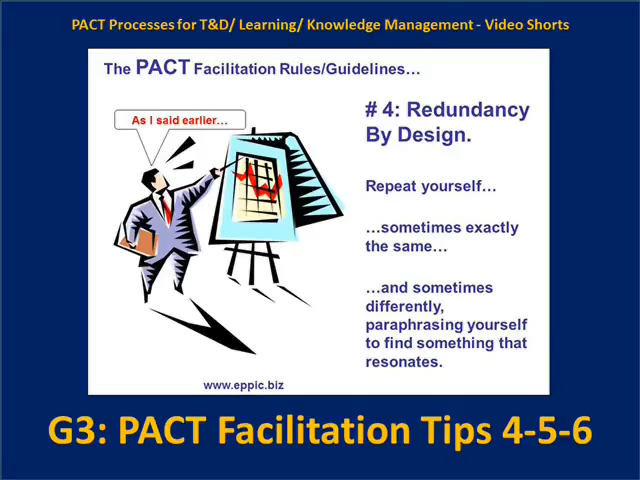 PACT Processes for T&D/ Learning/ Knowledge Management - Video Shorts
The PACT Facilitation Rules/Guidelines…
As I said earlier…
# 4: Redundancy
By Design.
Repeat yourself…
…sometimes exactly
the same…
…and sometimes
differently,
paraphrasing yourself
to find something that
resonates.
www.eppic.biz
G3: PACT Facilitation Tips 4-5-6